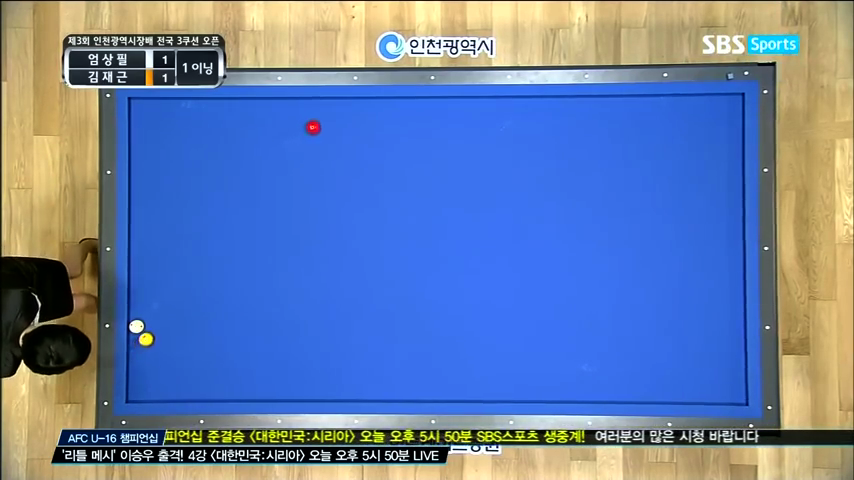 제3회 인천광역시장배 전국 3쿠션 오픈
엄상필 1
김재근 1
1 이닝
인천광역시
SBS Sports
AFC U-16 챔피언십
피언십 준결승 <대한민국:시리아> 오늘 오후 5시 50분 SBS스포츠 생중계! 여러분의 많은 시청 바랍니다
'리틀 메시' 이승우 출격! 4강 <대한민국:시리아> 오늘 오후 5시 50분 LIVE